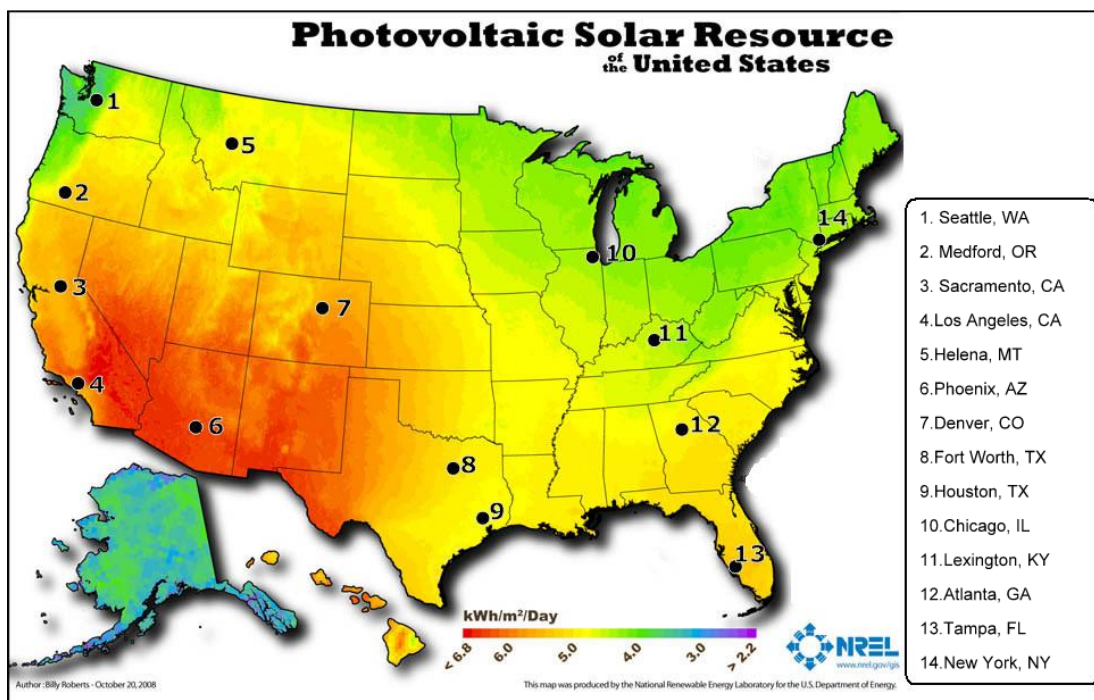 Photovoltaic Solar Resource
of the United States
1
2
3
4
5
6
7
8
9
10
11
12
13
14
1. Seattle, WA
2. Medford, OR
3. Sacramento, CA
4.Los Angeles, CA
5.Helena, MT
6.Phoenix, AZ
7.Denver, CO
8.Fort Worth, TX
9.Houston, TX
10.Chicago, IL
11.Lexington, KY
12.Atlanta, GA
13.Tampa, FL
14.New York, NY
kWh/m²/Day
< 6.8 6.0 5.0 4.0 3.0 > 2.2
NREL
www.nrel.gov/gis
Author : Billy Roberts - October 20, 2008
This map was produced by the National Renewable Energy Laboratory for the U.S. Department of Energy.